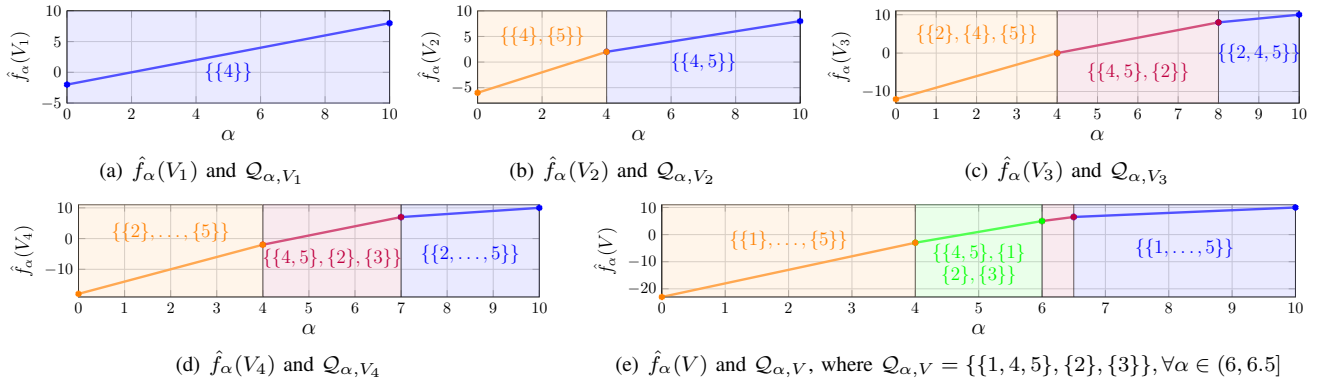 f̂α(V1)
10
5
0
−5
{{4}}
0 2 4 6 8 10
α
(a) f̂α(V1) and 𝒬α,V1
f̂α(V2)
10
5
0
−5
{{4}, {5}}
{{4, 5}}
0 2 4 6 8 10
α
(b) f̂α(V2) and 𝒬α,V2
f̂α(V3)
10
0
−10
{{2}, {4}, {5}}
{{4, 5}, {2}}
{{2, 4, 5}}
0 1 2 3 4 5 6 7 8 9 10
α
(c) f̂α(V3) and 𝒬α,V3
f̂α(V4)
10
0
−10
{{2}, . . . , {5}}
{{4, 5}, {2}, {3}}
{{2, . . . , 5}}
0 1 2 3 4 5 6 7 8 9 10
α
(d) f̂α(V4) and 𝒬α,V4
f̂α(V)
10
0
−10
−20
{{1}, . . . , {5}}
{{4, 5}, {1}
{2}, {3}}
{{1, . . . , 5}}
0 1 2 3 4 5 6 7 8 9 10
α
(e) f̂α(V) and 𝒬α,V, where 𝒬α,V = {{1, 4, 5}, {2}, {3}}, ∀α ∈ (6, 6.5]